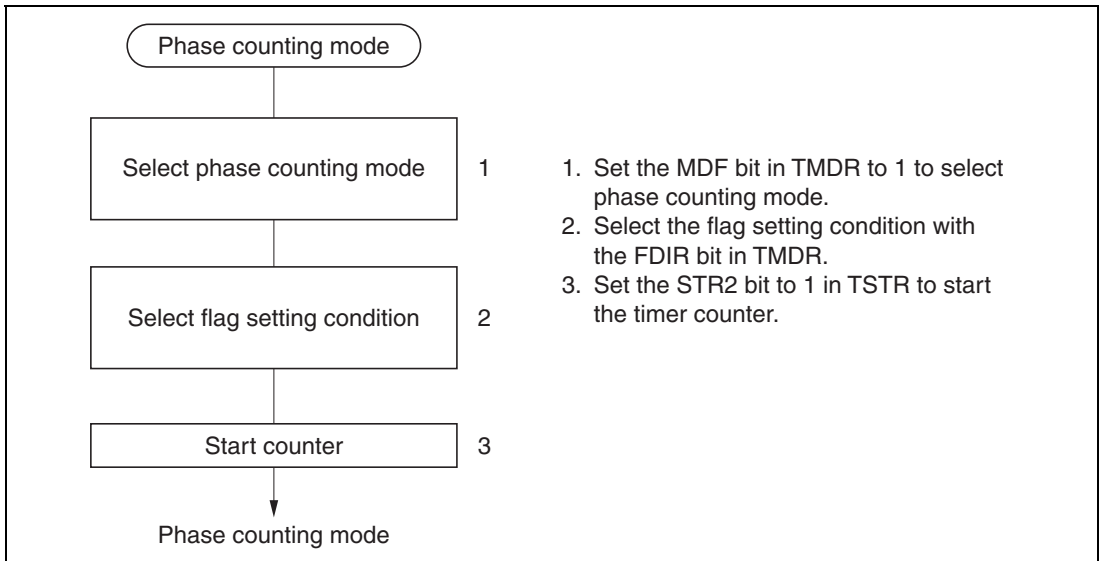 Phase counting mode
Select phase counting mode
1
Select flag setting condition
2
Start counter
3
Phase counting mode
1. Set the MDF bit in TMDR to 1 to select
phase counting mode.
2. Select the flag setting condition with
the FDIR bit in TMDR.
3. Set the STR2 bit to 1 in TSTR to start
the timer counter.